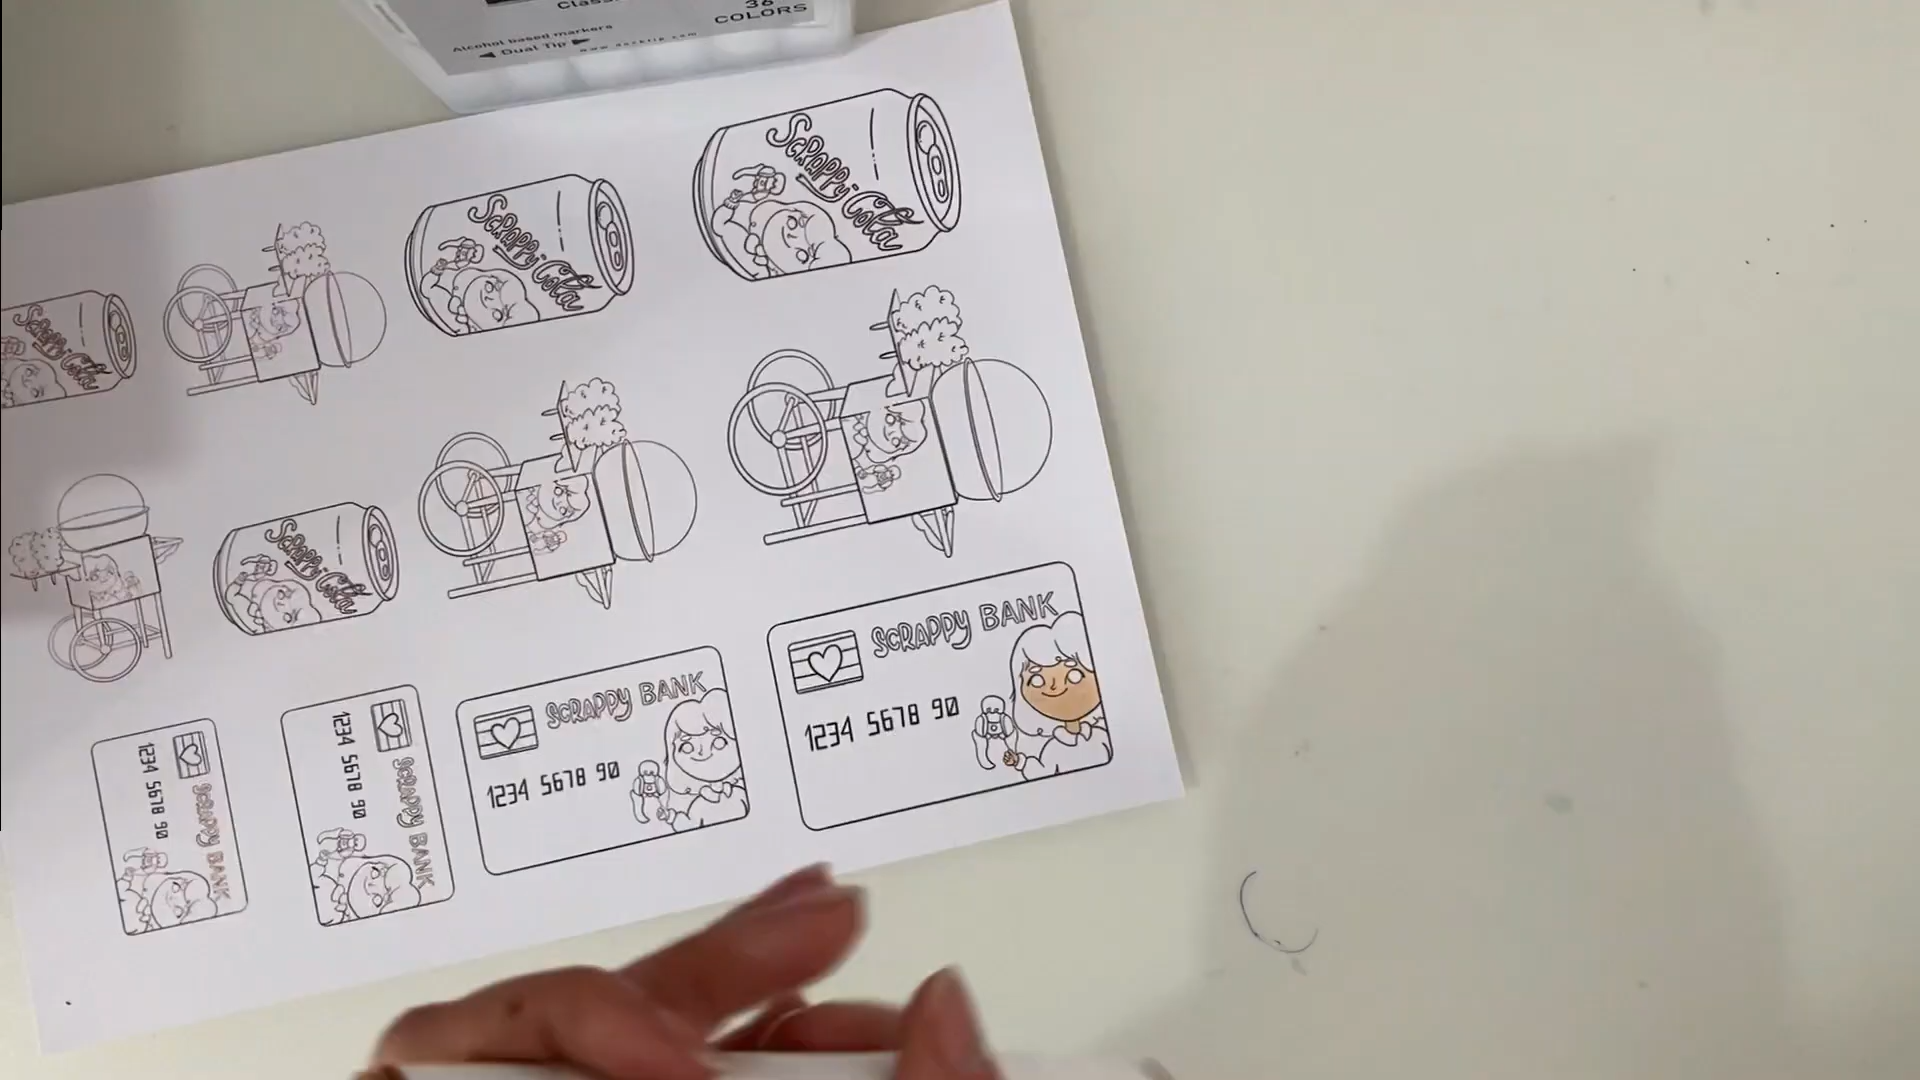 36
COLORS
Alcohol based markers
◄ Dual Tip ►
SCRAPPY
Cola
SCRAPPY
Cola
SCRAPPY
Cola
SCRAPPY
Cola
SCRAPPY BANK
1234 5678 90
SCRAPPY BANK
1234 5678 90
SCRAPPY BANK
1234 5678 90
SCRAPPY BANK
1234 5678 90